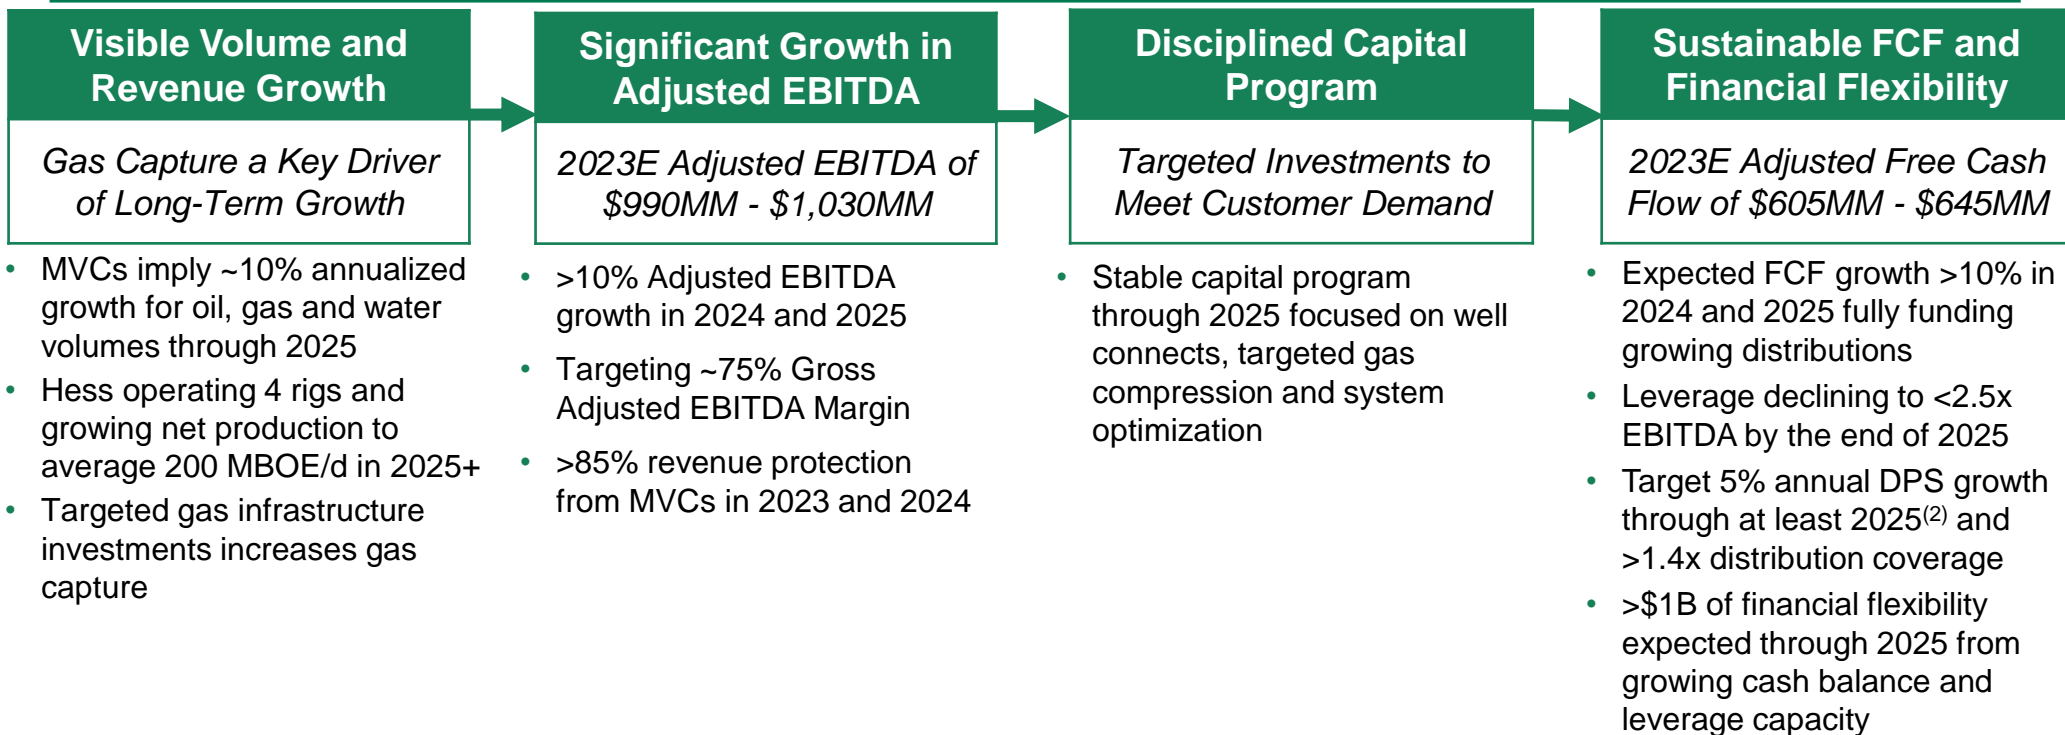 Visible Volume and
Revenue Growth
Gas Capture a Key Driver
of Long-Term Growth
• MVCs imply ~10% annualized
growth for oil, gas and water
volumes through 2025
• Hess operating 4 rigs and
growing net production to
average 200 MBOE/d in 2025+
• Targeted gas infrastructure
investments increases gas
capture
Significant Growth in
Adjusted EBITDA
2023E Adjusted EBITDA of
$990MM - $1,030MM
• >10% Adjusted EBITDA
growth in 2024 and 2025
• Targeting ~75% Gross
Adjusted EBITDA Margin
• >85% revenue protection
from MVCs in 2023 and 2024
Disciplined Capital
Program
Targeted Investments to
Meet Customer Demand
• Stable capital program
through 2025 focused on well
connects, targeted gas
compression and system
optimization
Sustainable FCF and
Financial Flexibility
2023E Adjusted Free Cash
Flow of $605MM - $645MM
• Expected FCF growth >10% in
2024 and 2025 fully funding
growing distributions
• Leverage declining to <2.5x
EBITDA by the end of 2025
• Target 5% annual DPS growth
through at least 2025(2) and
>1.4x distribution coverage
• >$1B of financial flexibility
expected through 2025 from
growing cash balance and
leverage capacity